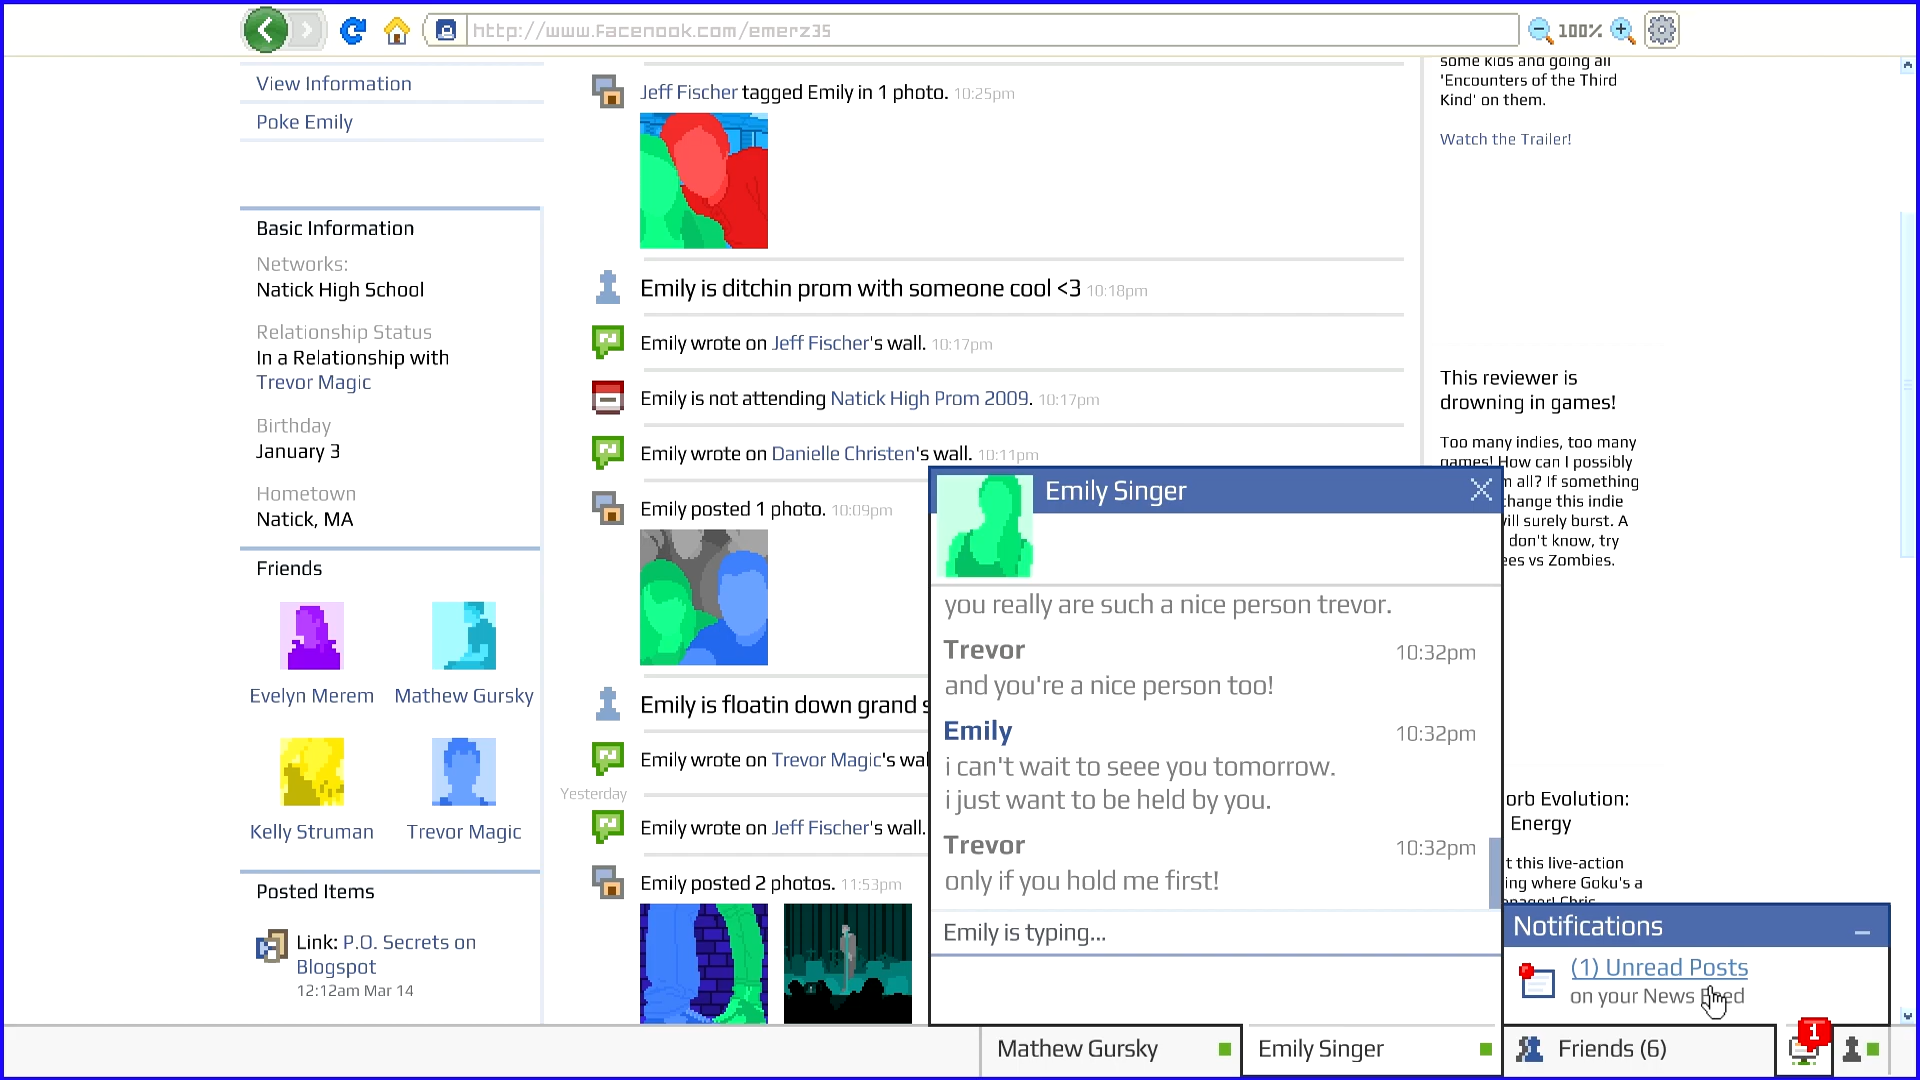 http://www.facenook.com/emerz35
100%
View Information
Poke Emily
Basic Information
Networks:
Natick High School
Relationship Status
In a Relationship with
Trevor Magic
Birthday
January 3
Hometown
Natick, MA
Friends
Evelyn Merem
Mathew Gursky
Kelly Struman
Trevor Magic
Posted Items
Link: P.O. Secrets on
Blogspot
12:12am Mar 14
Jeff Fischer tagged Emily in 1 photo. 10:25pm
Emily is ditchin prom with someone cool <3 10:18pm
Emily wrote on Jeff Fischer's wall. 10:17pm
Emily is not attending Natick High Prom 2009. 10:17pm
Emily wrote on Danielle Christen's wall. 10:11pm
Emily posted 1 photo. 10:09pm
Emily is floatin down grand
Emily wrote on Trevor Magic's wal
Yesterday
Emily wrote on Jeff Fischer's wall.
Emily posted 2 photos. 11:53pm
some kids and going all
'Encounters of the Third
Kind' on them.
Watch the Trailer!
This reviewer is
drowning in games!
Too many indies, too many
games! How can I possibly
m all? If something
change this indie
will surely burst. A
don't know, try
ees vs Zombies.
orb Evolution:
Energy
t this live-action
ing where Goku's a
Emily Singer
you really are such a nice person trevor.
Trevor 10:32pm
and you're a nice person too!
Emily 10:32pm
i can't wait to seee you tomorrow.
i just want to be held by you.
Trevor 10:32pm
only if you hold me first!
Emily is typing...
Notifications
(1) Unread Posts
on your News Feed
Mathew Gursky
Emily Singer
Friends (6)
1